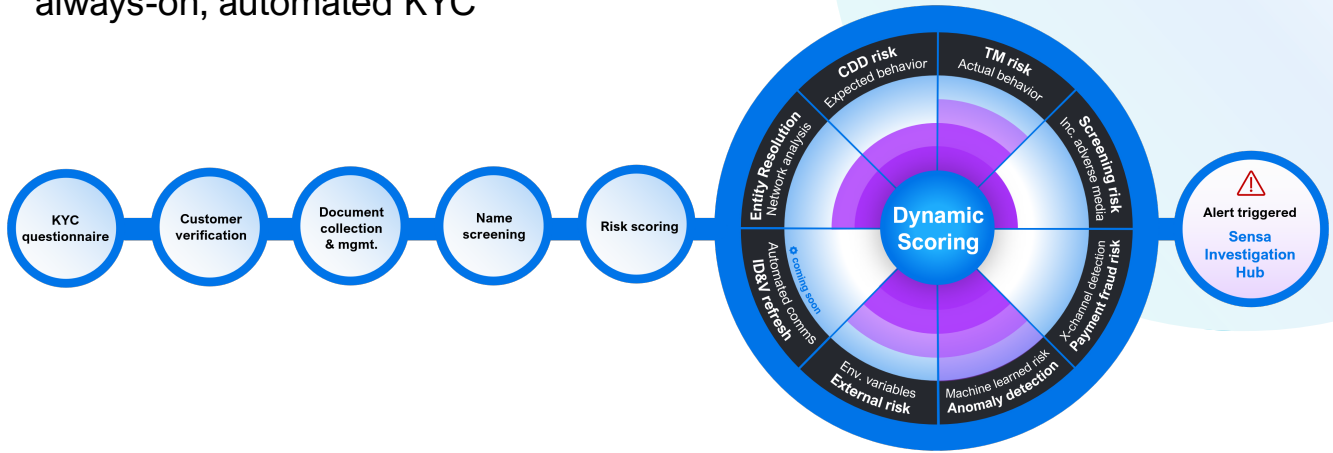 always-on, automated KYC
KYC
questionnaire
Customer
verification
Document
collection
& mgmt.
Name
screening
Risk scoring
CDD risk
Expected behavior
TM risk
Actual behavior
Screening risk
Inc. adverse media
Payment fraud risk
X-channel detection
Machine learned risk
Anomaly detection
Env. variables
External risk
ID&V refresh
Automated comms
coming soon
Entity Resolution
Network analysis
Dynamic
Scoring
Alert triggered
Sensa
Investigation
Hub